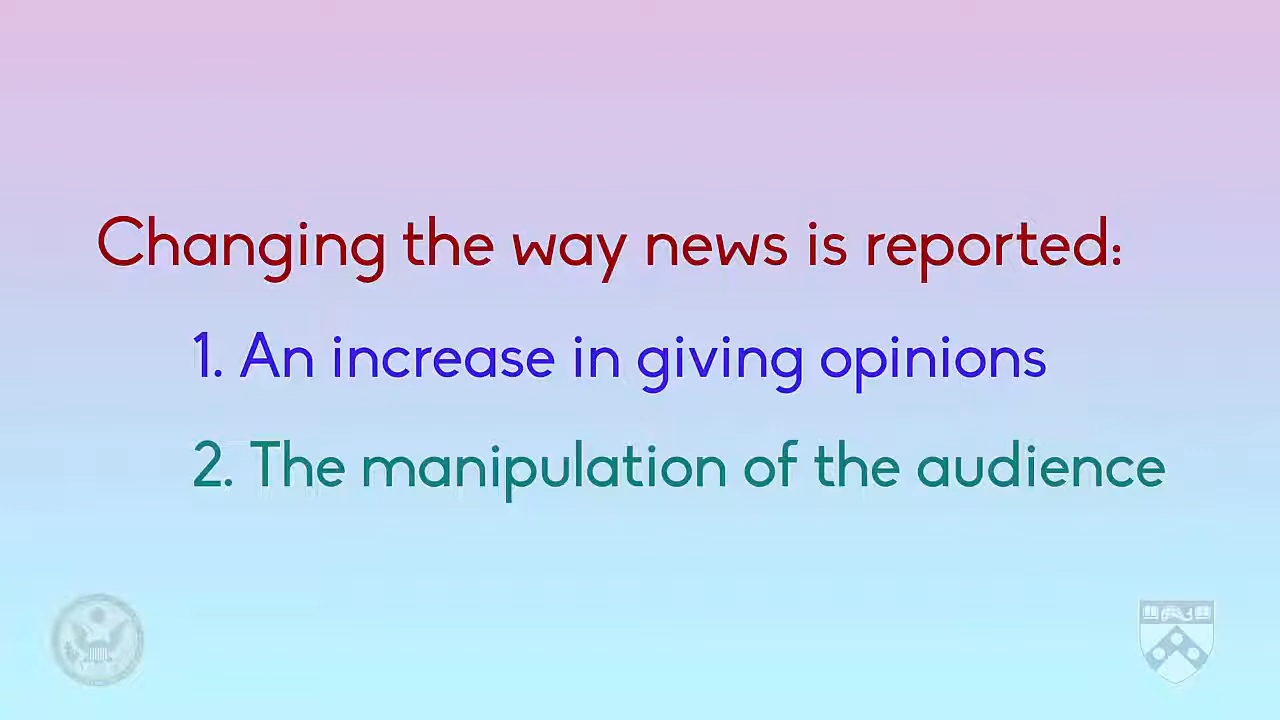 Changing the way news is reported:
1. An increase in giving opinions
2. The manipulation of the audience